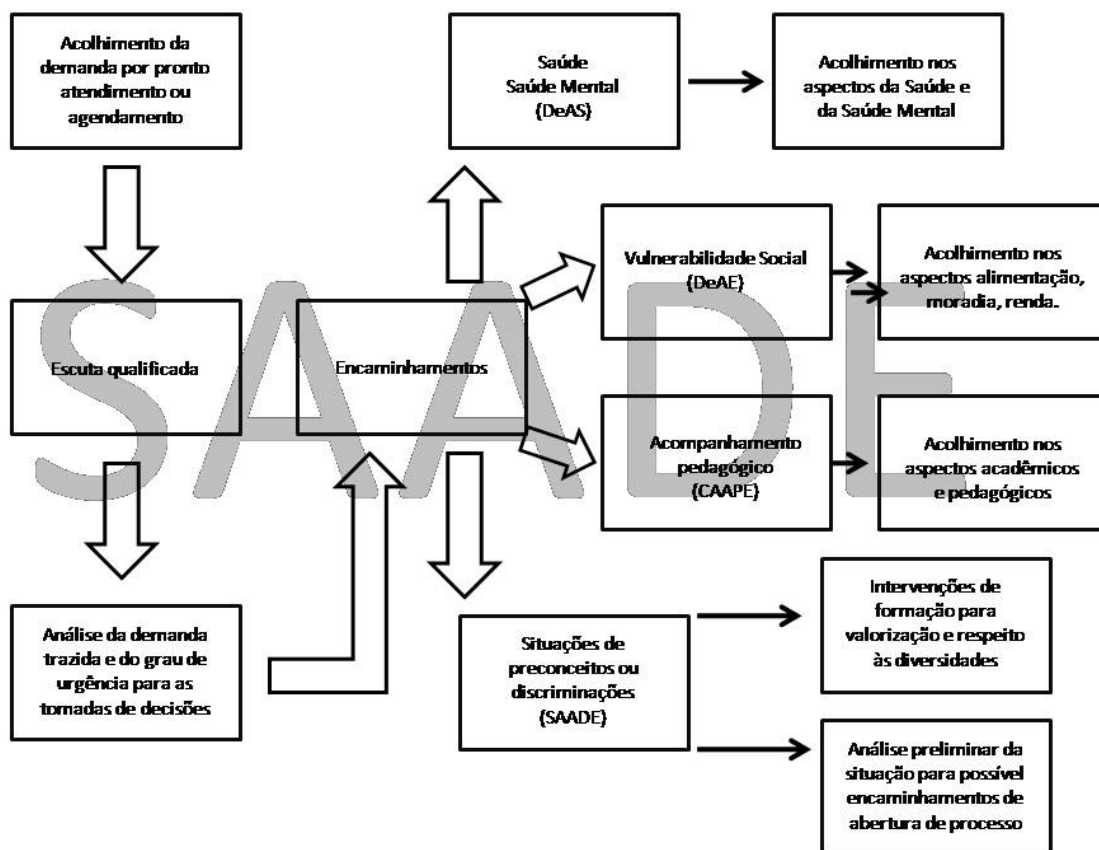 Acolhimento da
demanda por pronto
atendimento ou
agendamento
Saúde
Saúde Mental
(DeAS)
Acolhimento nos
aspectos da Saúde e
da Saúde Mental
Vulnerabilidade Social
(DeAE)
Acolhimento nos
aspectos alimentação,
moradia, renda.
SAADE
Escuta qualificada
Encaminhamentos
Acompanhamento
pedagógico
(CAAPE)
Acolhimento nos
aspectos acadêmicos
e pedagógicos
Análise da demanda
trazida e do grau de
urgência para as
tomadas de decisões
Situações de
preconceitos ou
discriminações
(SAADE)
Intervenções de
formação para
valorização e respeito
às diversidades
Análise preliminar da
situação para possível
encaminhamentos de
abertura de processo